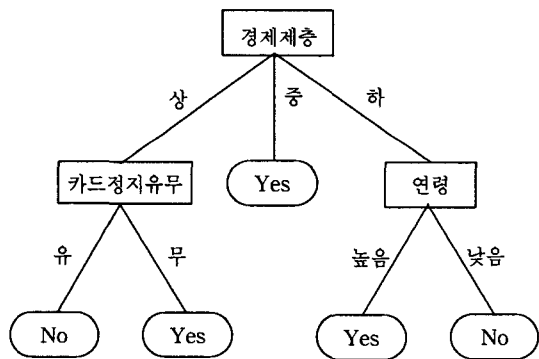 경제제층
상 중 하
카드정지유무 Yes 연령
유 무 높음 낮음
No Yes Yes No